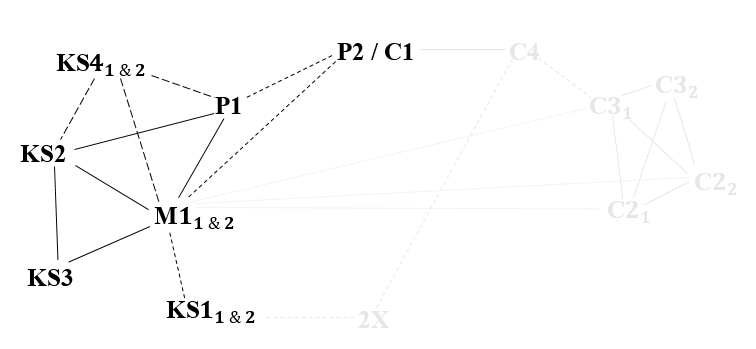 P2 / C1
C4
KS4₁ & ₂
C3₂
P1
C3₁
KS2
C2₂
M1₁ & ₂
C2₁
KS3
KS1₁ & ₂
2X